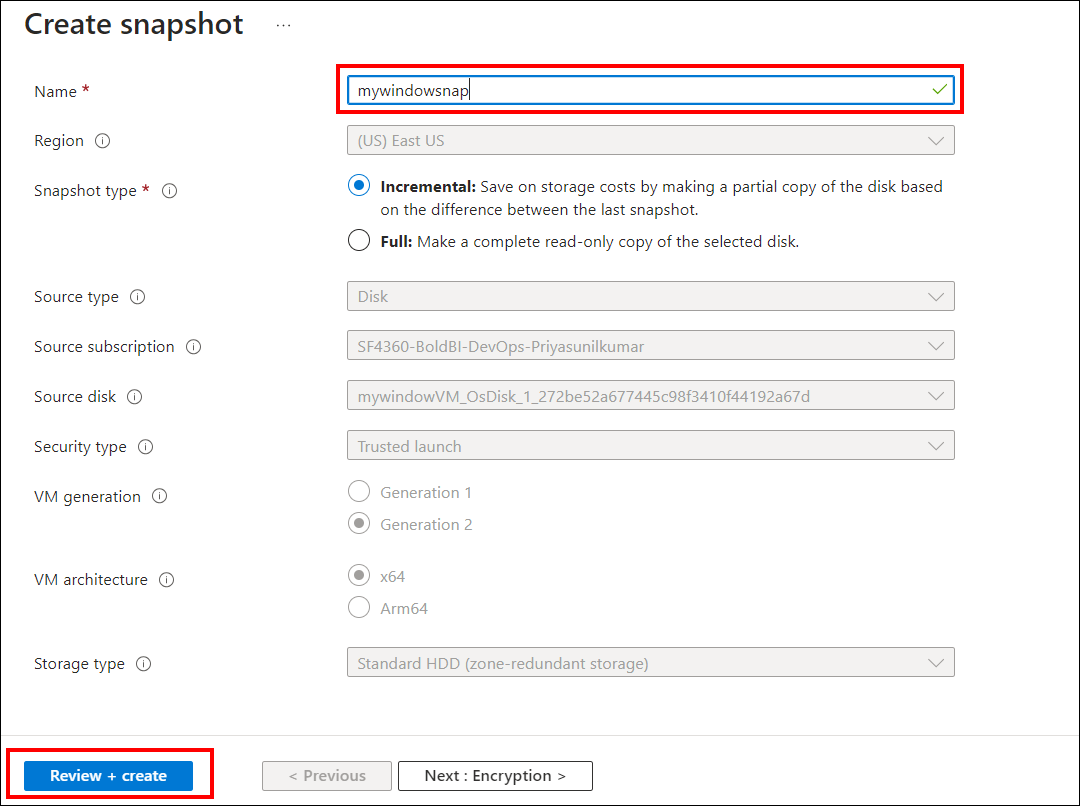 Create snapshot ...
Name *
mywindowsnap
Region
(US) East US
Snapshot type *
Incremental: Save on storage costs by making a partial copy of the disk based
on the difference between the last snapshot.
Full: Make a complete read-only copy of the selected disk.
Source type
Disk
Source subscription
SF4360-BoldBI-DevOps-Priyasunilkumar
Source disk
mywindowVM_OsDisk_1_272be52a677445c98f3410f44192a67d
Security type
Trusted launch
VM generation
Generation 1
Generation 2
VM architecture
x64
Arm64
Storage type
Standard HDD (zone-redundant storage)
Review + create
< Previous
Next : Encryption >